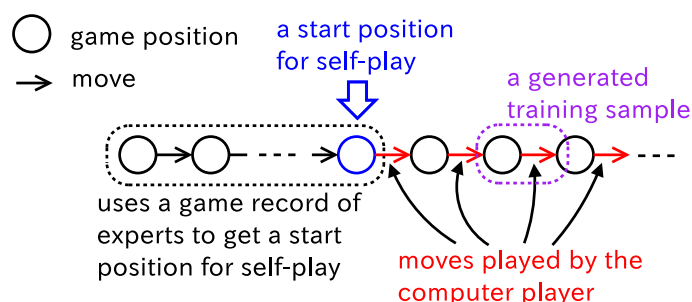 game position
move
a start position
for self-play
a generated
training sample
uses a game record of
experts to get a start
position for self-play
moves played by the
computer player